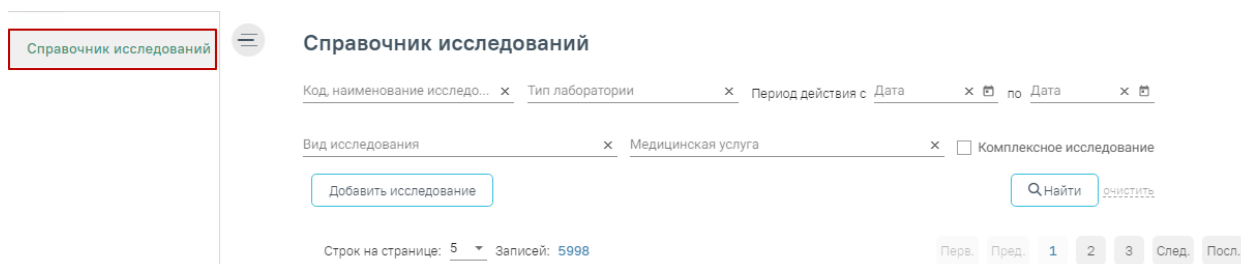 Справочник исследований
Справочник исследований
Код, наименование исследо... Тип лаборатории Период действия с Дата по Дата
Вид исследования Медицинская услуга Комплексное исследование
Добавить исследование Найти очистить
Строк на странице: 5 Записей: 5998 Перв. Пред. 1 2 3 След. Посл.